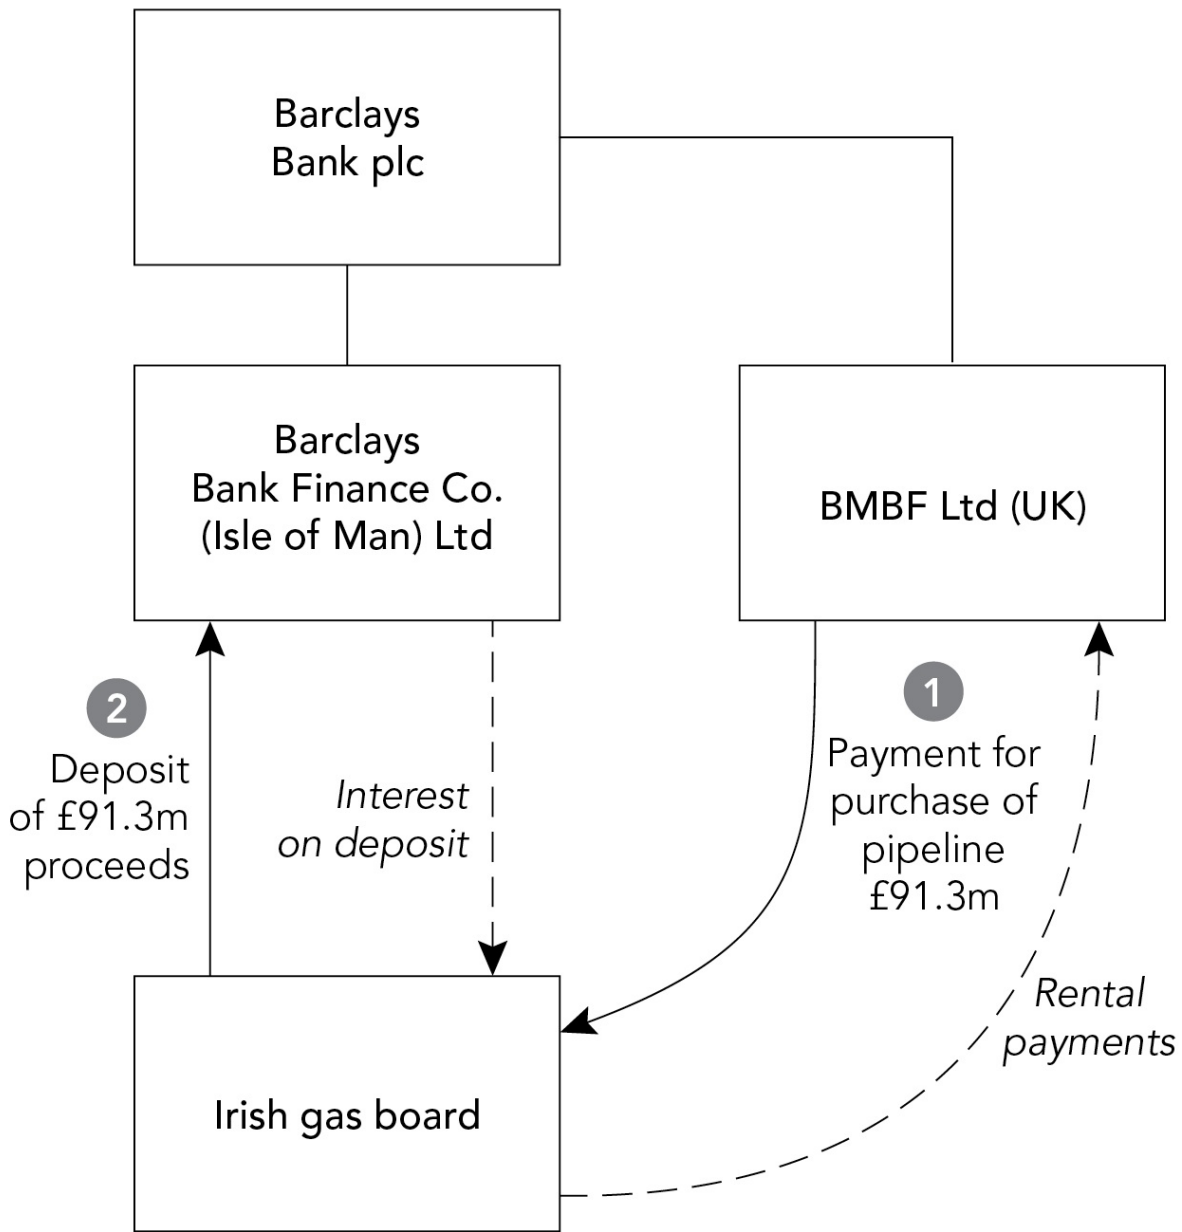 Barclays
Bank plc
Barclays
Bank Finance Co.
(Isle of Man) Ltd
BMBF Ltd (UK)
2
Deposit
of £91.3m
proceeds
Interest
on deposit
1
Payment for
purchase of
pipeline
£91.3m
Rental
payments
Irish gas board